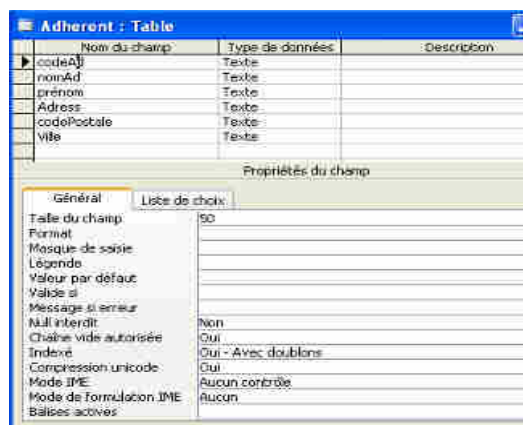 Adherent : Table
Nom du champ Type de données Description
codeAd Texte
nomAd Texte
prénom Texte
Adress Texte
codePostale Texte
Ville Texte
Propriétés du champ
Général Liste de choix
Taille du champ 50
Format
Masque de saisie
Légende
Valeur par défaut
Valide si
Message si erreur
Null interdit Non
Chaîne vide autorisée Oui
Indexé Oui - Avec doublons
Compression unicode Oui
Mode IME Aucun contrôle
Mode de formulation IME Aucun
Balises actives